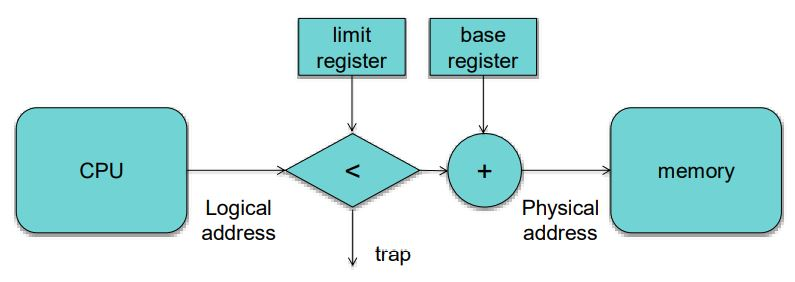 limit
register
base
register
CPU
<
+
memory
Logical
address
Physical
address
trap